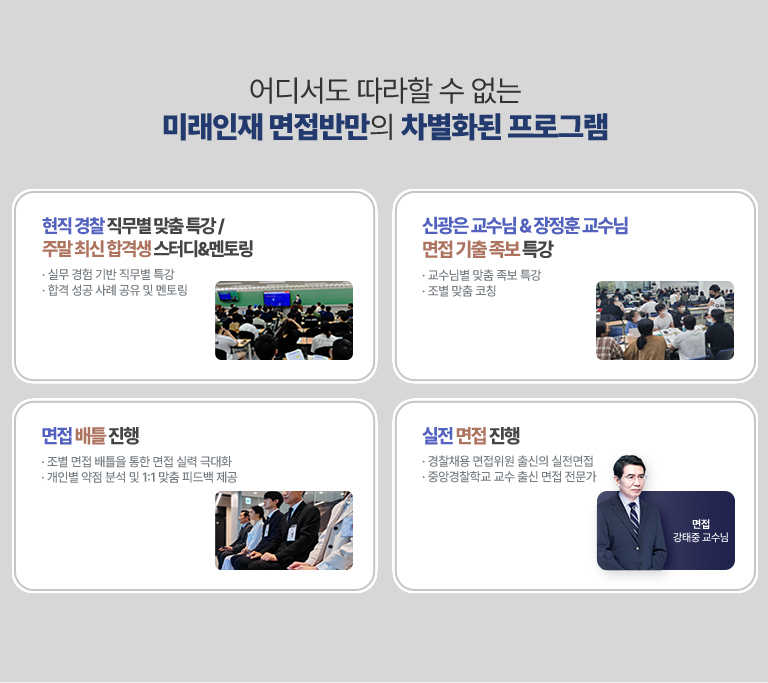 어디서도 따라할 수 없는
미래인재 면접반만의 차별화된 프로그램
현직 경찰 직무별 맞춤 특강 /
주말 최신 합격생 스터디&멘토링
· 실무 경험 기반 직무별 특강
· 합격 성공 사례 공유 및 멘토링
신광은 교수님 & 장정훈 교수님
면접 기출 족보 특강
· 교수님별 맞춤 족보 특강
· 조별 맞춤 코칭
면접 배틀 진행
· 조별 면접 배틀을 통한 면접 실력 극대화
· 개인별 약점 분석 및 1:1 맞춤 피드백 제공
실전 면접 진행
· 경찰채용 면접위원 출신의 실전면접
· 중앙경찰학교 교수 출신 면접 전문가
면접
강태중 교수님